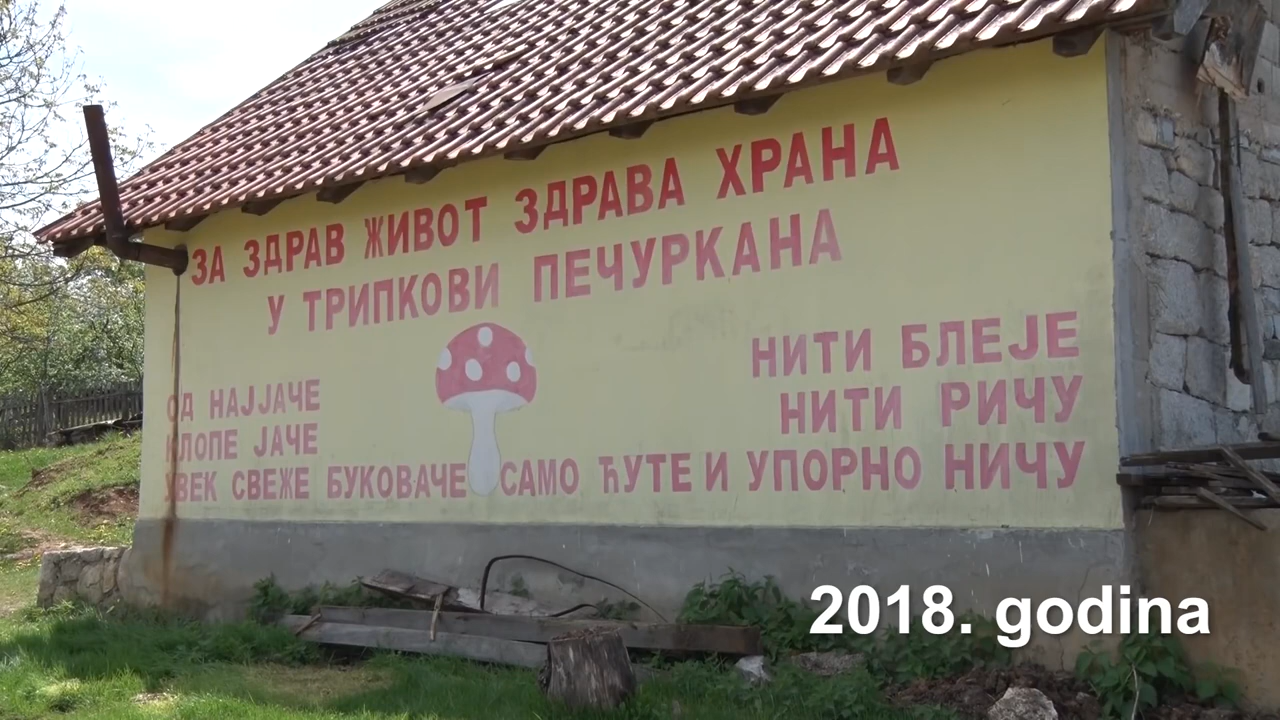 ЗА ЗДРАВ ЖИВОТ ЗДРАВА ХРАНА
У ТРИПКОВИ ПЕЧУРКАНА
ОД НАЈЈАЧЕ
КЛОПЕ ЈАЧЕ
УВЕК СВЕЖЕ БУКОВАЧЕ
НИТИ БЛЕЈЕ
НИТИ РИЧУ
САМО ЋУТЕ И УПОРНО НИЧУ
2018. godina